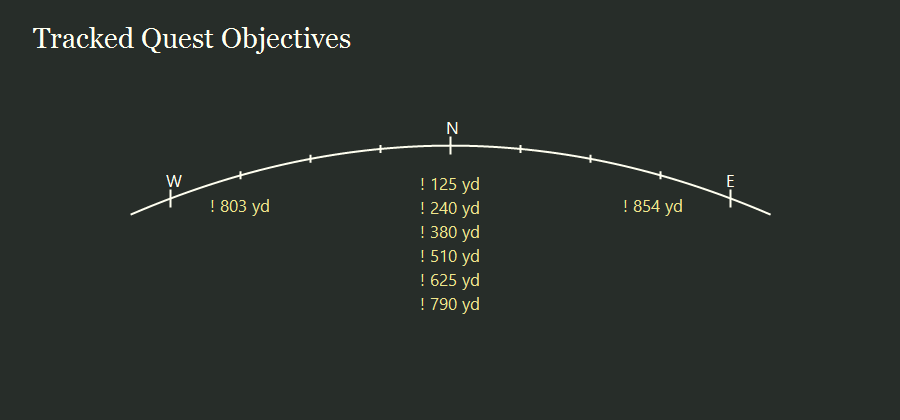 Tracked Quest Objectives
N
W
E
! 125 yd
! 803 yd
! 240 yd
! 854 yd
! 380 yd
! 510 yd
! 625 yd
! 790 yd